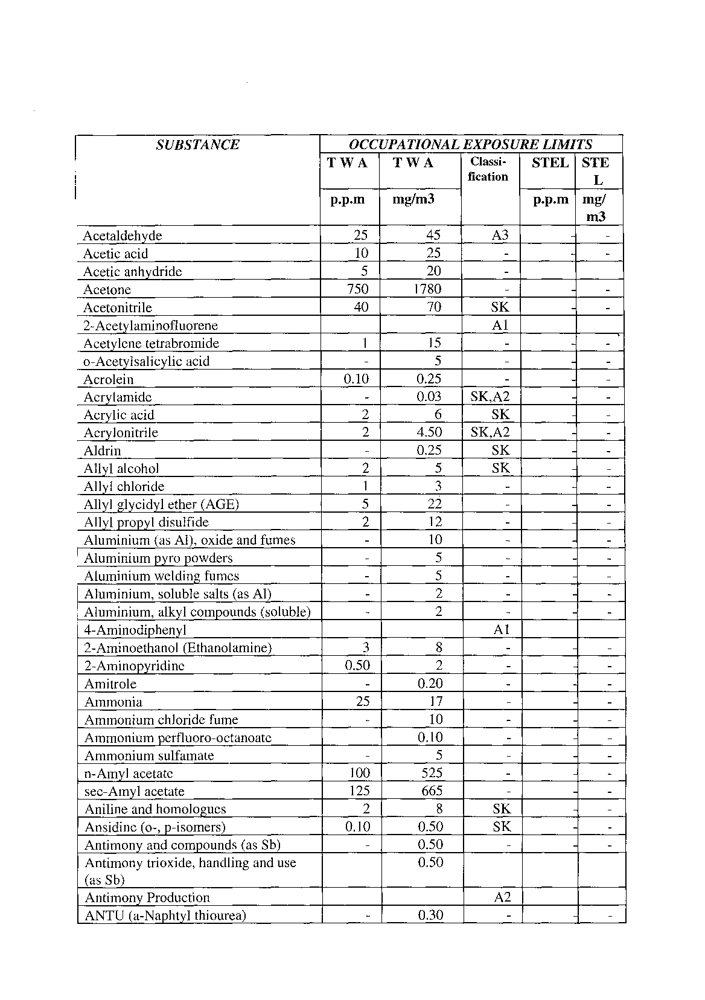 SUBSTANCE OCCUPATIONAL EXPOSURE LIMITS
T W A T W A Classi- STEL STE
fication L
p.p.m mg/m3 p.p.m mg/
m3
Acetaldehyde 25 45 A3 - -
Acetic acid 10 25 - - -
Acetic anhydride 5 20 -
Acetone 750 1780 - - -
Acetonitrile 40 70 SK - -
2-Acetylaminofluorene A1
Acetylene tetrabromide 1 15 - - -
o-Acetylsalicylic acid - 5 - - -
Acrolein 0.10 0.25 - - -
Acrylamide - 0.03 SK,A2 - -
Acrylic acid 2 6 SK - -
Acrylonitrile 2 4.50 SK,A2 - -
Aldrin - 0.25 SK - -
Allyl alcohol 2 5 SK - -
Allyl chloride 1 3 - - -
Allyl glycidyl ether (AGE) 5 22 - - -
Allyl propyl disulfide 2 12 - - -
Aluminium (as Al), oxide and fumes - 10 - - -
Aluminium pyro powders - 5 - - -
Aluminium welding fumes - 5 - - -
Aluminium, soluble salts (as Al) - 2 - - -
Aluminium, alkyl compounds (soluble) - 2 - - -
4-Aminodiphenyl A1
2-Aminoethanol (Ethanolamine) 3 8 - - -
2-Aminopyridine 0.50 2 - - -
Amitrole - 0.20 - - -
Ammonia 25 17 - - -
Ammonium chloride fume - 10 - - -
Ammonium perfluoro-octanoate 0.10 - - -
Ammonium sulfamate - 5 - - -
n-Amyl acetate 100 525 - - -
sec-Amyl acetate 125 665 - - -
Aniline and homologues 2 8 SK - -
Ansidine (o-, p-isomers) 0.10 0.50 SK - -
Antimony and compounds (as Sb) - 0.50 - - -
Antimony trioxide, handling and use 0.50
(as Sb)
Antimony Production A2
ANTU (a-Naphtyl thiourea) - 0.30 - - -